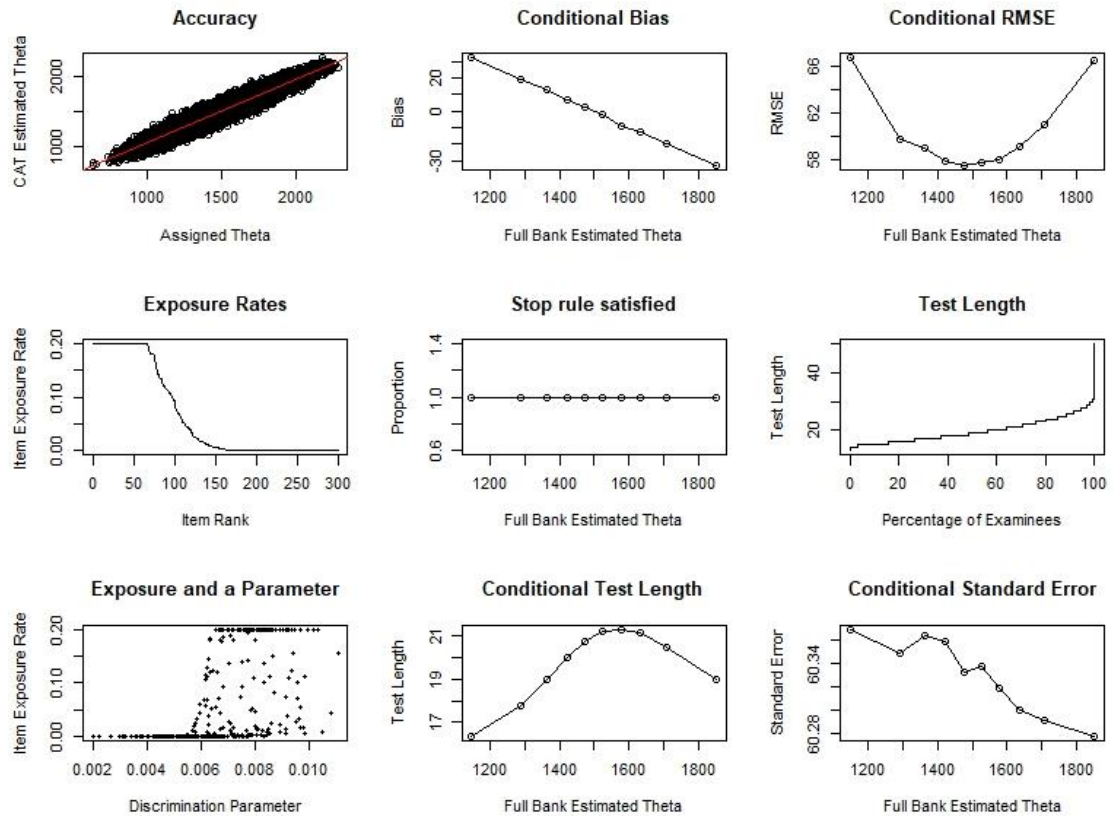 Accuracy
CAT Estimated Theta
1000 2000
1000 2000
Assigned Theta
Conditional Bias
Bias
-30 0 20
1200 1400 1600 1800
Full Bank Estimated Theta
Conditional RMSE
RMSE
58 62 66
1200 1400 1600 1800
Full Bank Estimated Theta
Exposure Rates
Item Exposure Rate
0.00 0.10 0.20
0 50 100 150 200 250 300
Item Rank
Stop rule satisfied
Proportion
0.6 1.0 1.4
1200 1400 1600 1800
Full Bank Estimated Theta
Test Length
Test Length
20 40
0 20 40 60 80 100
Percentage of Examinees
Exposure and a Parameter
Item Exposure Rate
0.00 0.10 0.20
0.002 0.004 0.006 0.008 0.010
Discrimination Parameter
Conditional Test Length
Test Length
17 19 21
1200 1400 1600 1800
Full Bank Estimated Theta
Conditional Standard Error
Standard Error
60.28 60.34
1200 1400 1600 1800
Full Bank Estimated Theta